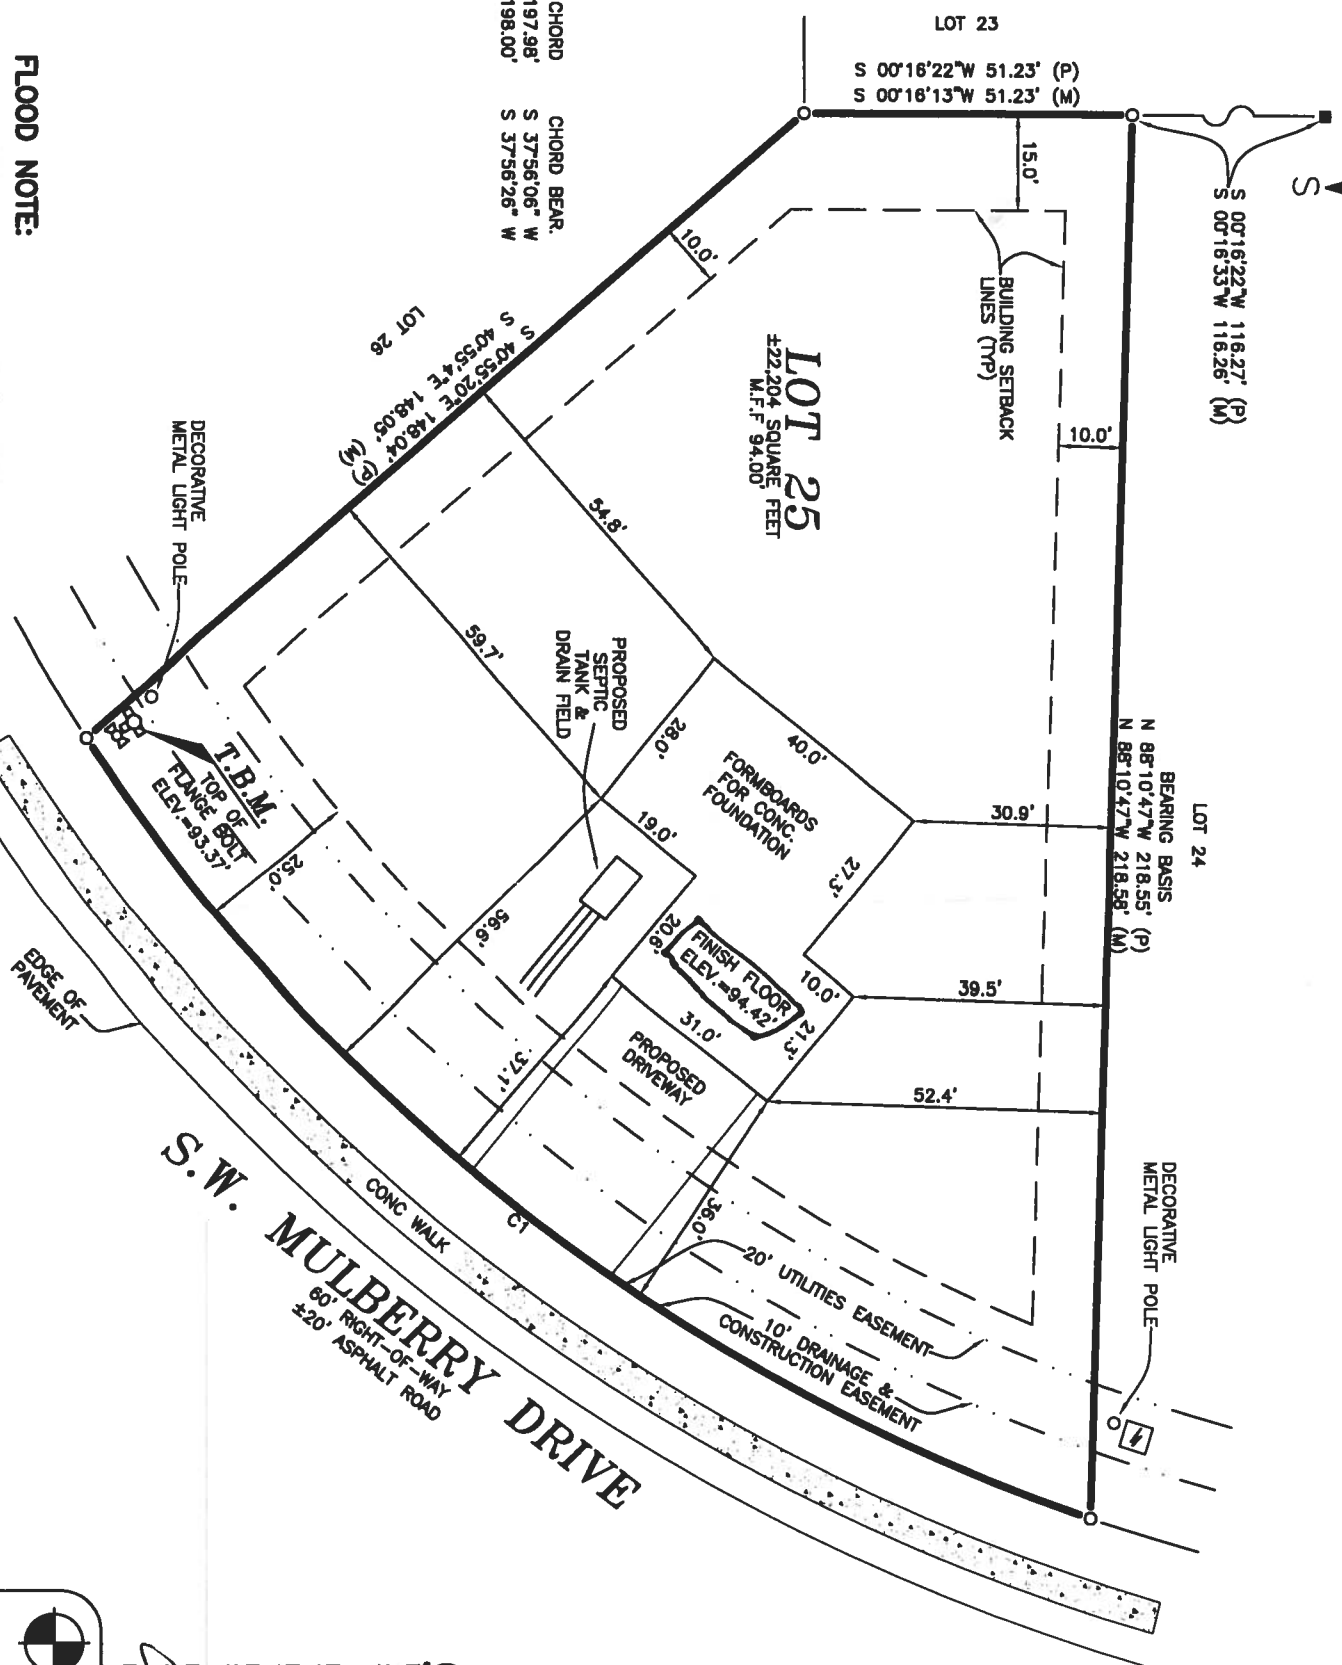 LOT 23
S 00°16'22"W 51.23' (P)
S 00°16'13"W 51.23' (M)
S
S 00°16'22"W 116.27' (P)
S 00°16'33"W 116.26' (M)
CHORD CHORD BEAR.
197.98' S 37°56'06" W
198.00' S 37°56'26" W
FLOOD NOTE:
15.0'
10.0'
BUILDING SETBACK
LINES (TYP)
10.0'
LOT 25
±22,204 SQUARE FEET
M.F.F 94.00'
LOT 26
S 40°55'20"E 148.04' (P)
S 40°55'4"E 148.05' (M)
LOT 24
BEARING BASIS
N 88°10'47"W 218.55' (P)
N 88°10'47"W 218.58' (M)
DECORATIVE
METAL LIGHT POLE
54.8'
59.7'
PROPOSED
SEPTIC
TANK &
DRAIN FIELD
28.0'
40.0'
FORMBOARDS
FOR CONC.
FOUNDATION
30.9'
27.3'
19.0'
20.6'
FINISH FLOOR
ELEV.=94.42'
10.0'
21.3'
39.5'
31.0'
PROPOSED
DRIVEWAY
52.4'
T.B.M.
TOP OF
FLANGE BOLT
ELEV.=93.37'
25.0'
56.6'
37.1'
36.0'
EDGE OF
PAVEMENT
CONC WALK
C1
20' UTILITIES EASEMENT
10' DRAINAGE &
CONSTRUCTION EASEMENT
DECORATIVE
METAL LIGHT POLE
S.W. MULBERRY DRIVE
60' RIGHT-OF-WAY
±20' ASPHALT ROAD